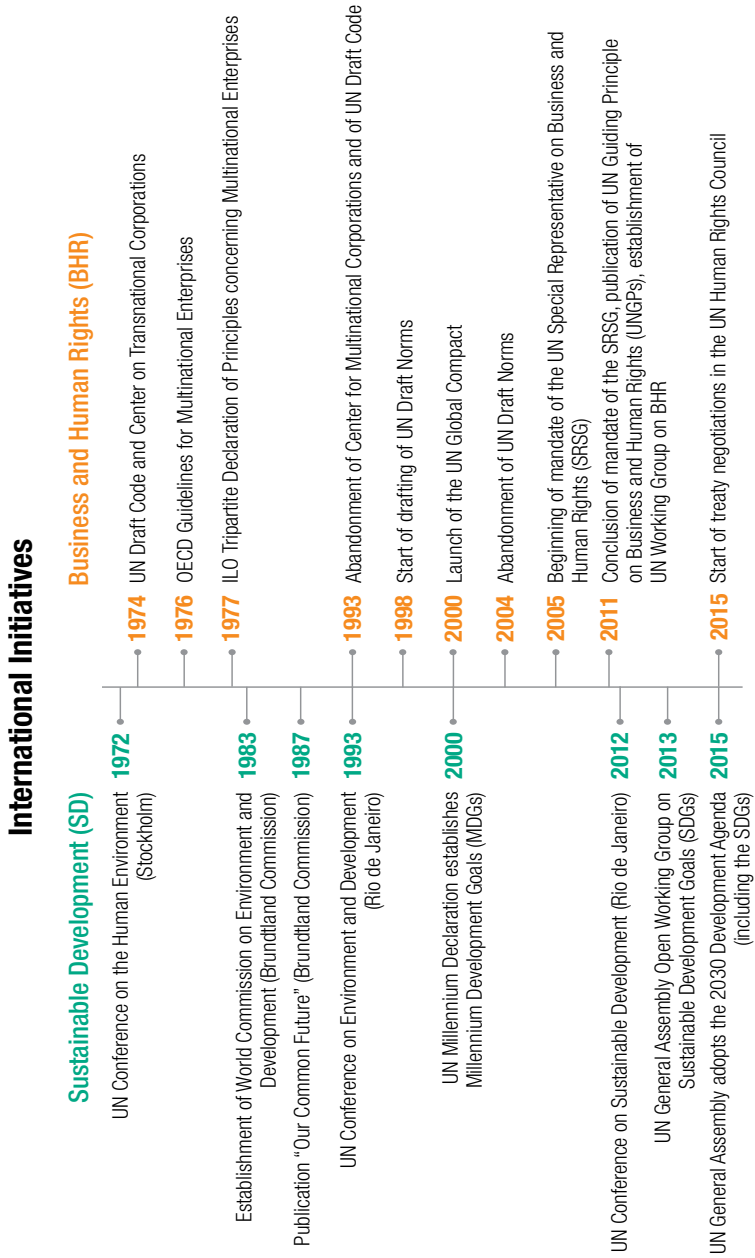 International Initiatives
Sustainable Development (SD)
UN Conference on the Human Environment
(Stockholm)
1972
Establishment of World Commission on Environment and
Development (Brundtland Commission)
1983
Publication “Our Common Future” (Brundtland Commission)
1987
UN Conference on Environment and Development
(Rio de Janeiro)
1993
UN Millennium Declaration establishes
Millennium Development Goals (MDGs)
2000
UN Conference on Sustainable Development (Rio de Janeiro)
2012
UN General Assembly Open Working Group on
Sustainable Development Goals (SDGs)
2013
UN General Assembly adopts the 2030 Development Agenda
(including the SDGs)
2015
Business and Human Rights (BHR)
1974 UN Draft Code and Center on Transnational Corporations
1976 OECD Guidelines for Multinational Enterprises
1977 ILO Tripartite Declaration of Principles concerning Multinational Enterprises
1993 Abandonment of Center for Multinational Corporations and of UN Draft Code
1998 Start of drafting of UN Draft Norms
2000 Launch of the UN Global Compact
2004 Abandonment of UN Draft Norms
2005 Beginning of mandate of the UN Special Representative on Business and
Human Rights (SRSG)
2011 Conclusion of mandate of the SRSG, publication of UN Guiding Principle
on Business and Human Rights (UNGPs), establishment of
UN Working Group on BHR
2015 Start of treaty negotiations in the UN Human Rights Council